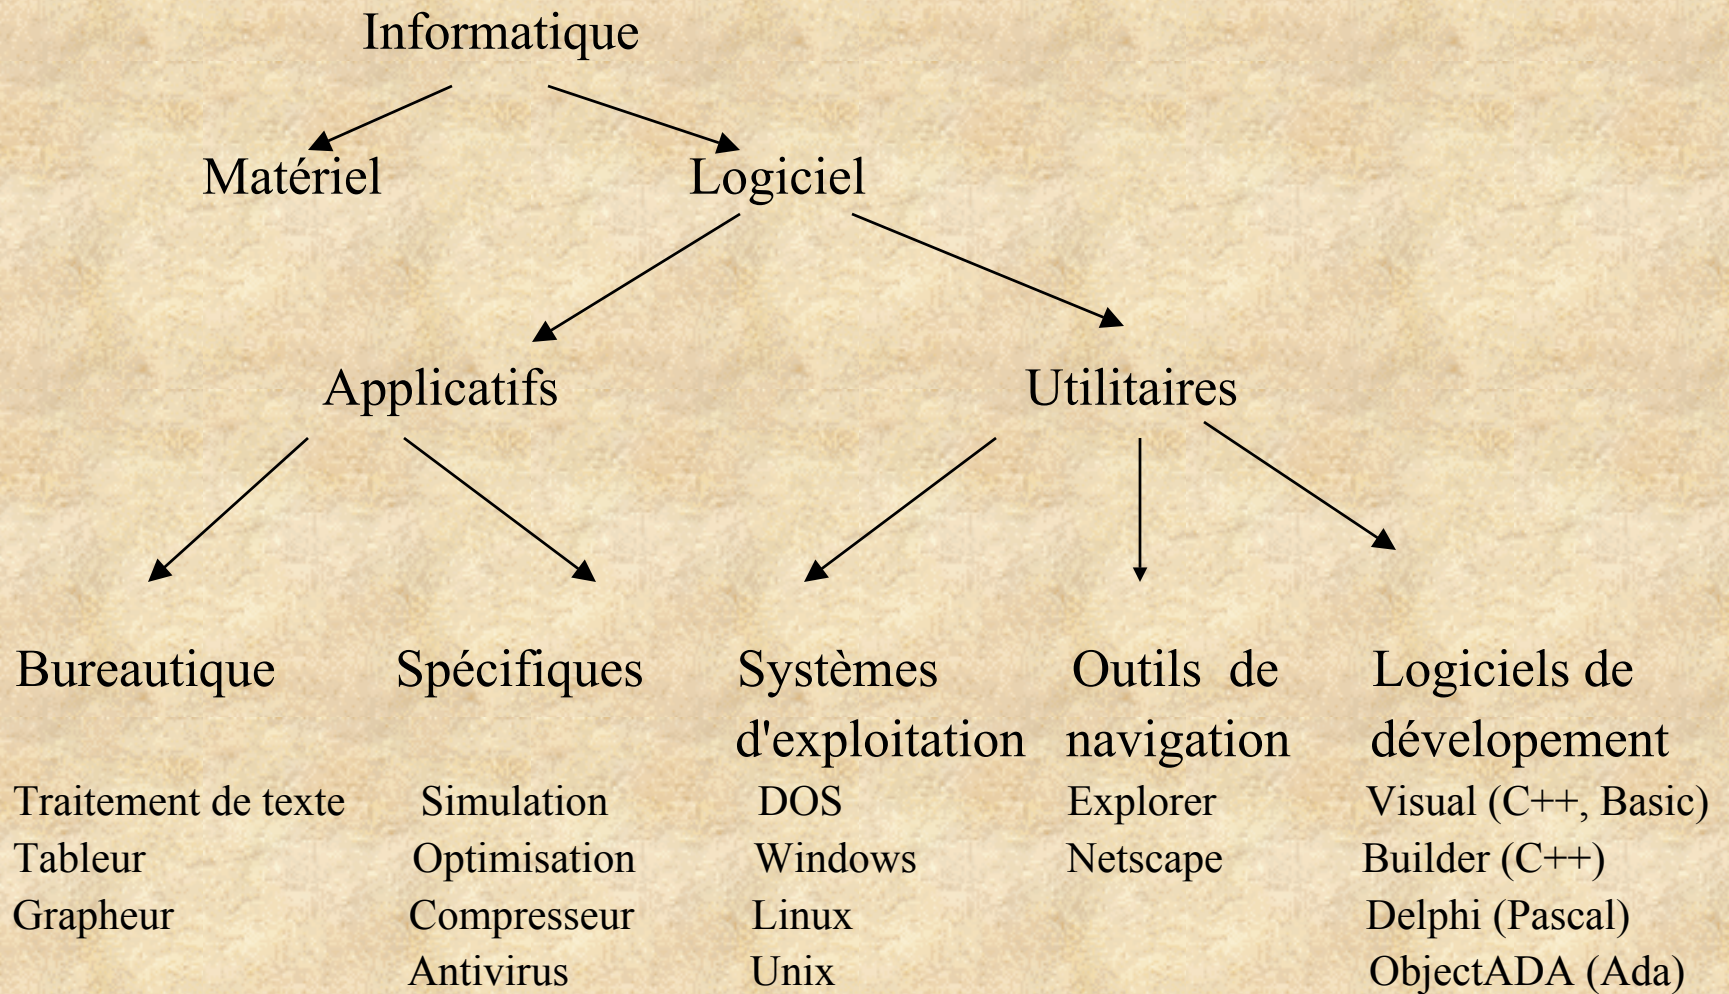 Informatique
Matériel Logiciel
Applicatifs Utilitaires
Bureautique Spécifiques Systèmes Outils de Logiciels de
d'exploitation navigation dévelopement
Traitement de texte Simulation DOS Explorer Visual (C++, Basic)
Tableur Optimisation Windows Netscape Builder (C++)
Grapheur Compresseur Linux Delphi (Pascal)
Antivirus Unix ObjectADA (Ada)